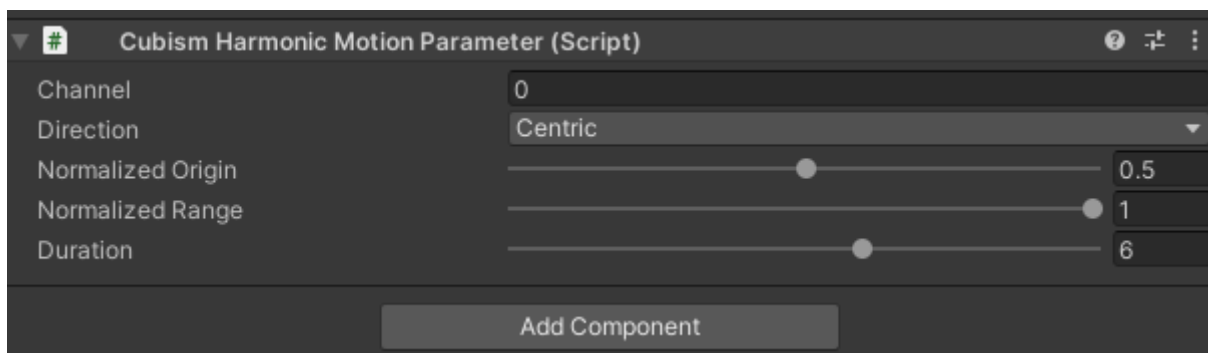 Cubism Harmonic Motion Parameter (Script)
Channel 0
Direction Centric
Normalized Origin 0.5
Normalized Range 1
Duration 6
Add Component